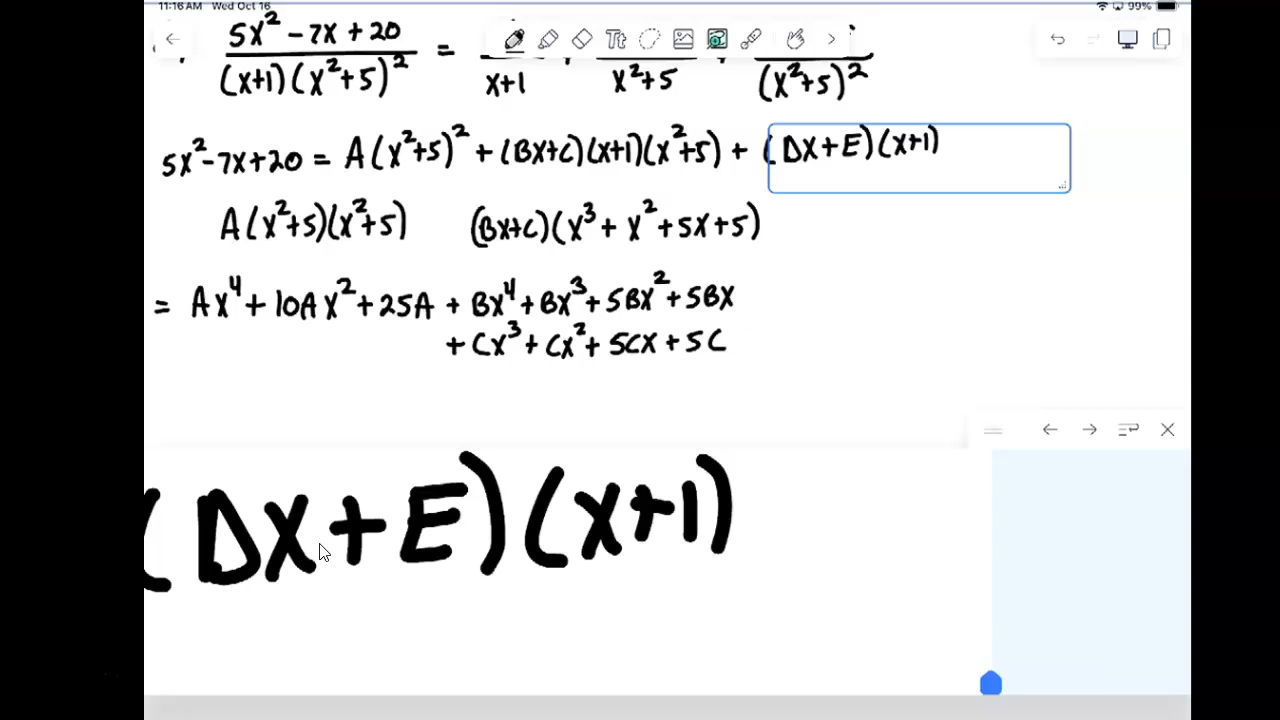 11:16 AM Wed Oct 16
99%
Tt
5x² - 7x + 20 =
(x+1)(x²+5)² x+1 x²+5 (x²+5)²
5x² - 7x + 20 = A(x²+5)² + (Bx+C)(x+1)(x²+5) + (Dx+E)(x+1)
A(x²+5)(x²+5) (Bx+C)(x³ + x² + 5x + 5)
= Ax⁴ + 10Ax² + 25A + Bx⁴ + Bx³ + 5Bx² + 5Bx
+ Cx³ + Cx² + 5Cx + 5C
(Dx+E)(x+1)